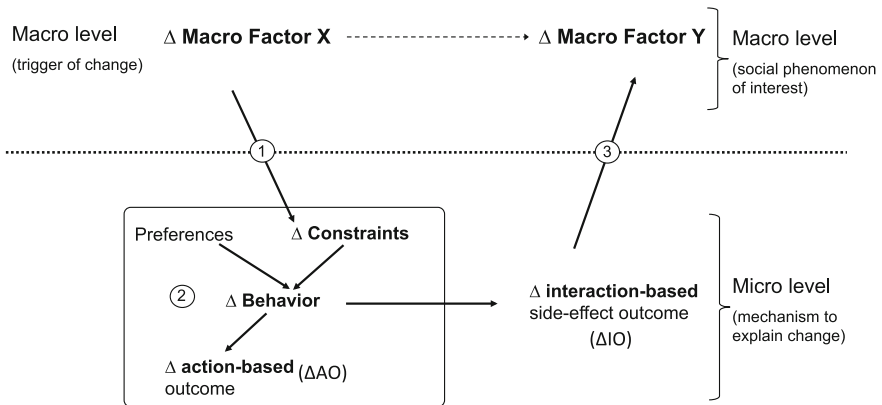 Macro level
(trigger of change)
Δ Macro Factor X
Δ Macro Factor Y
Macro level
(social phenomenon
of interest)
1
3
Preferences
Δ Constraints
2
Δ Behavior
Δ action-based (ΔAO)
outcome
Δ interaction-based
side-effect outcome
(ΔIO)
Micro level
(mechanism to
explain change)